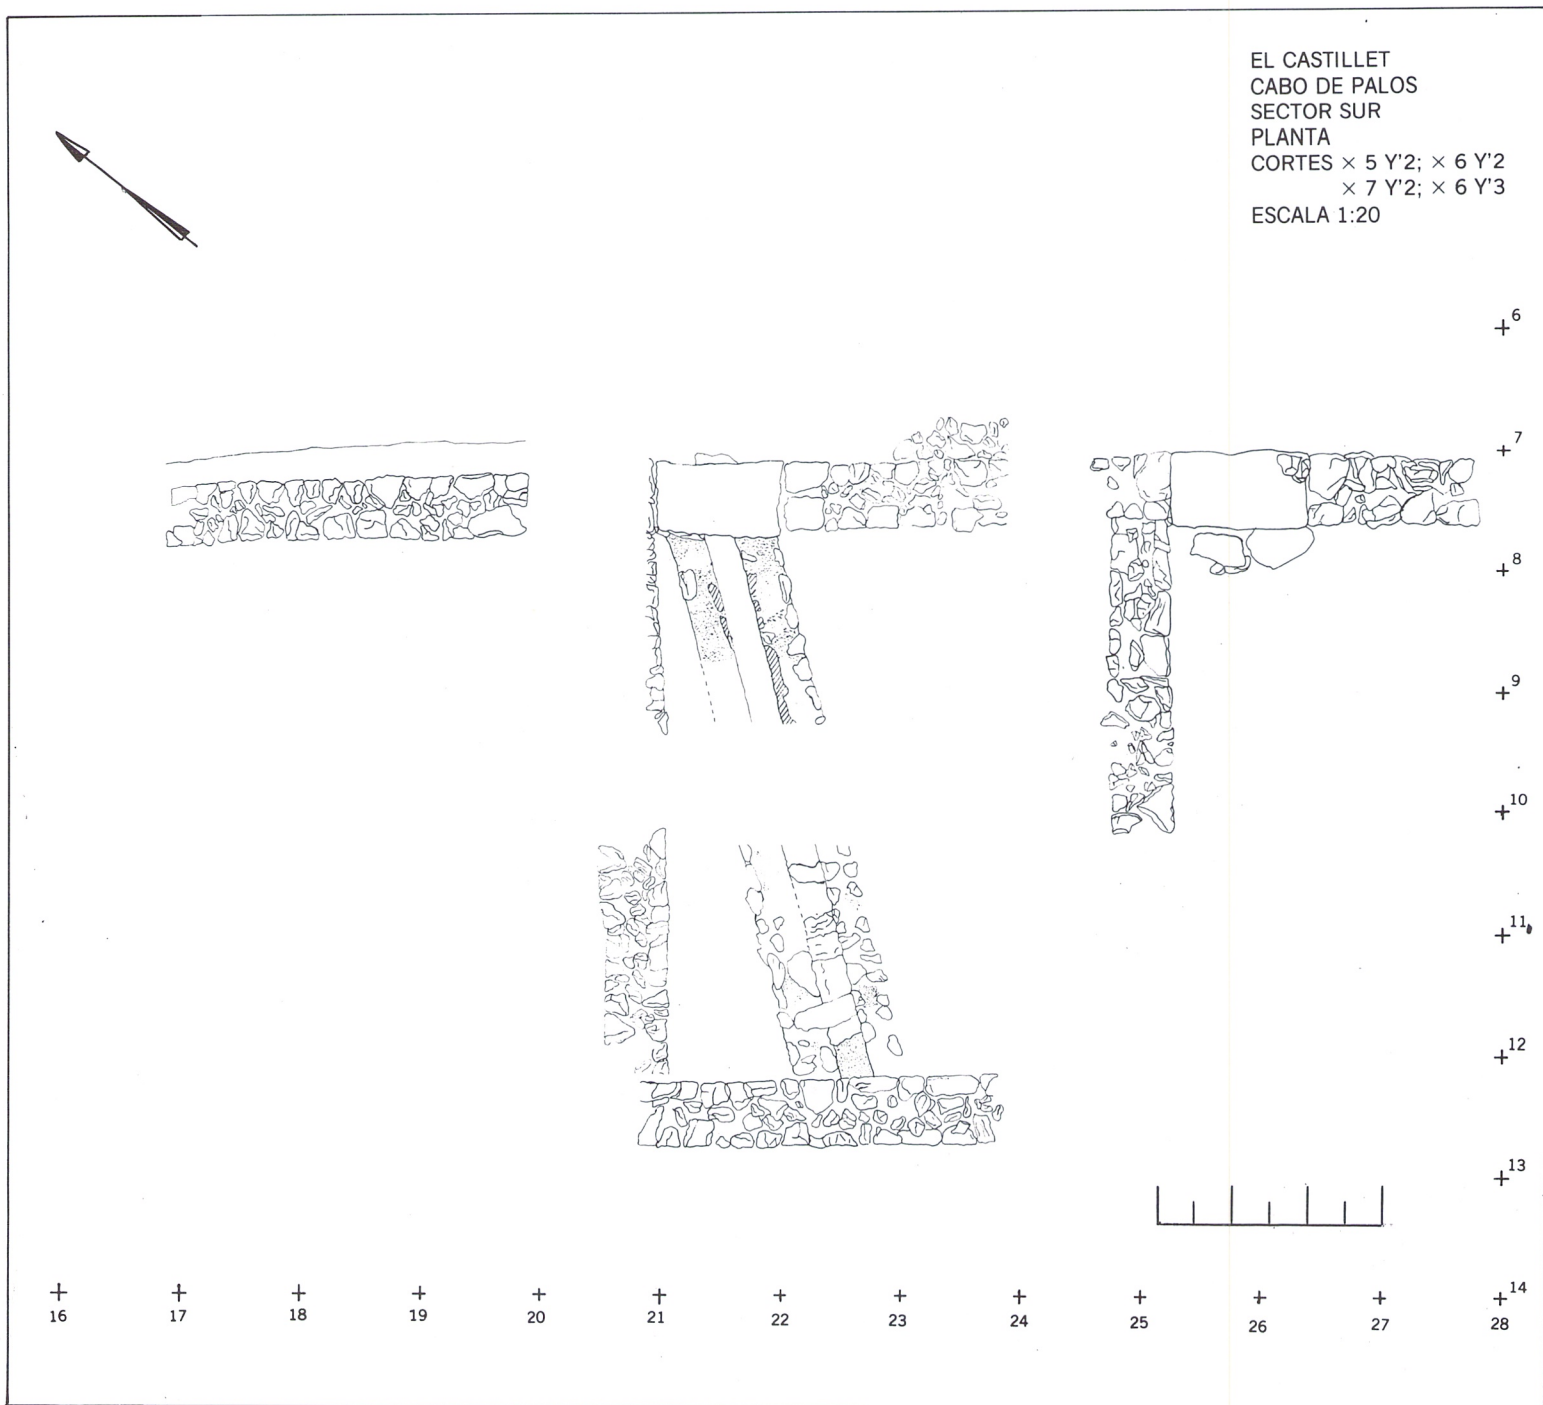 EL CASTILLET
CABO DE PALOS
SECTOR SUR
PLANTA
CORTES × 5 Y'2; × 6 Y'2
× 7 Y'2; × 6 Y'3
ESCALA 1:20
6
7
8
9
10
11
12
13
14
16 17 18 19 20 21 22 23 24 25 26 27 28